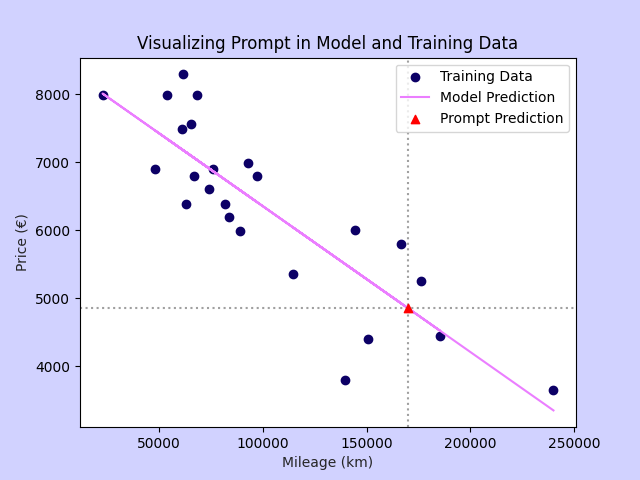 Visualizing Prompt in Model and Training Data
Training Data
Model Prediction
Prompt Prediction
Price (€)
8000
7000
6000
5000
4000
50000 100000 150000 200000 250000
Mileage (km)